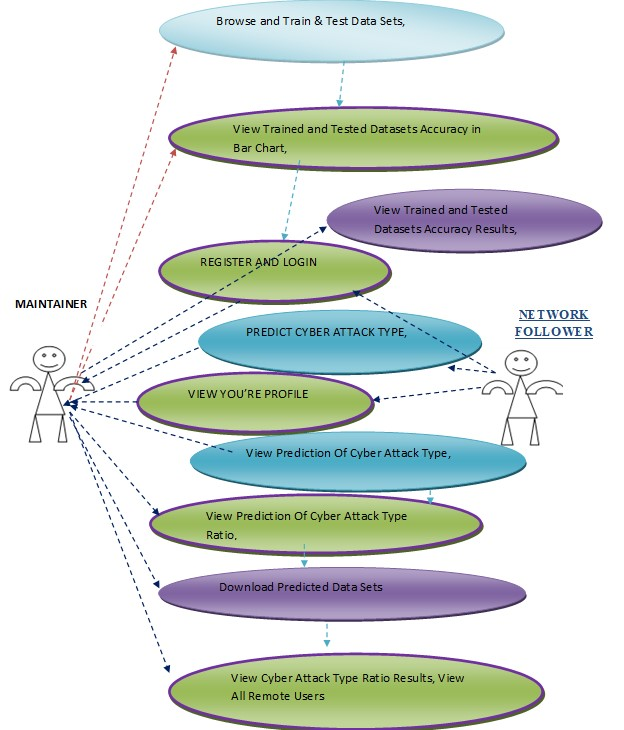 Browse and Train & Test Data Sets,
View Trained and Tested Datasets Accuracy in
Bar Chart,
View Trained and Tested
Datasets Accuracy Results,
REGISTER AND LOGIN
MAINTAINER
NETWORK
FOLLOWER
PREDICT CYBER ATTACK TYPE,
VIEW YOU’RE PROFILE
View Prediction Of Cyber Attack Type,
View Prediction Of Cyber Attack Type
Ratio,
Download Predicted Data Sets
View Cyber Attack Type Ratio Results, View
All Remote Users